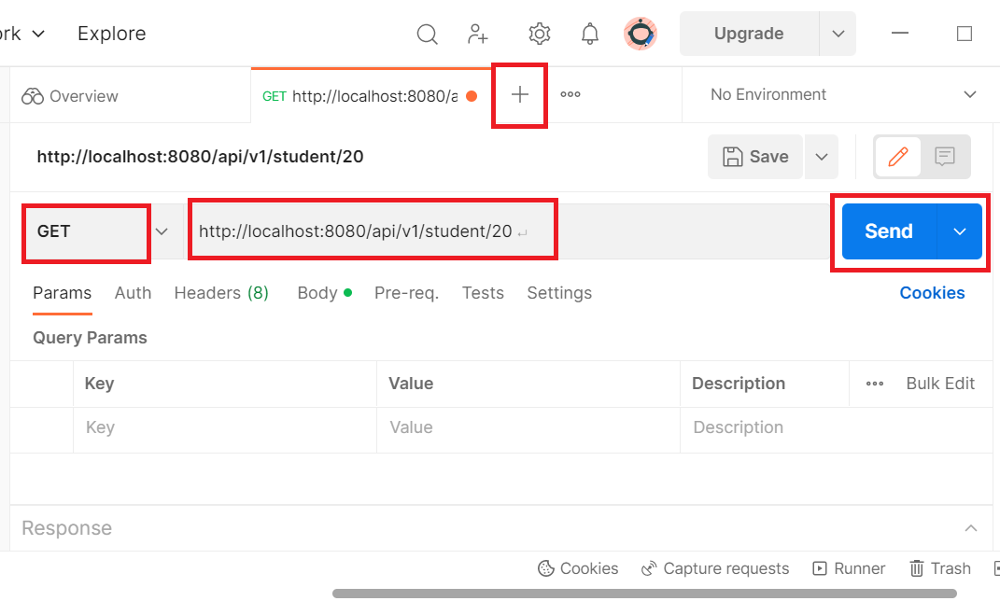 Explore
Upgrade
Overview
GET http://localhost:8080/a
No Environment
http://localhost:8080/api/v1/student/20
Save
GET
http://localhost:8080/api/v1/student/20
Send
Params Auth Headers (8) Body Pre-req. Tests Settings Cookies
Query Params
Key Value Description Bulk Edit
Key Value Description
Response
Cookies Capture requests Runner Trash